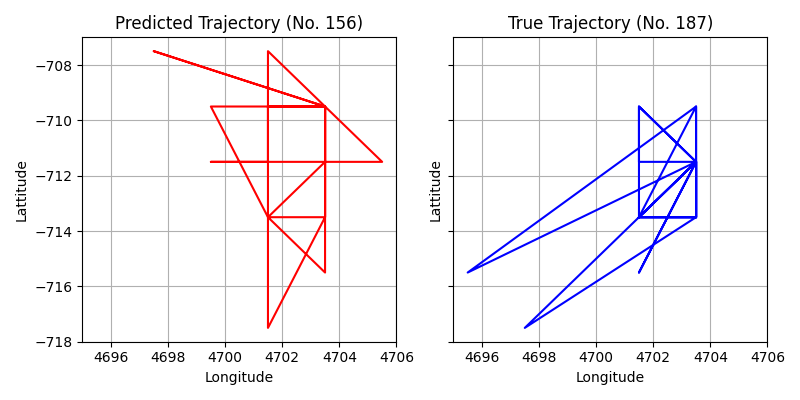 Predicted Trajectory (No. 156)
True Trajectory (No. 187)
−708
−710
−712
−714
−716
−718
Lattitude
4696 4698 4700 4702 4704 4706
Longitude
Lattitude
4696 4698 4700 4702 4704 4706
Longitude